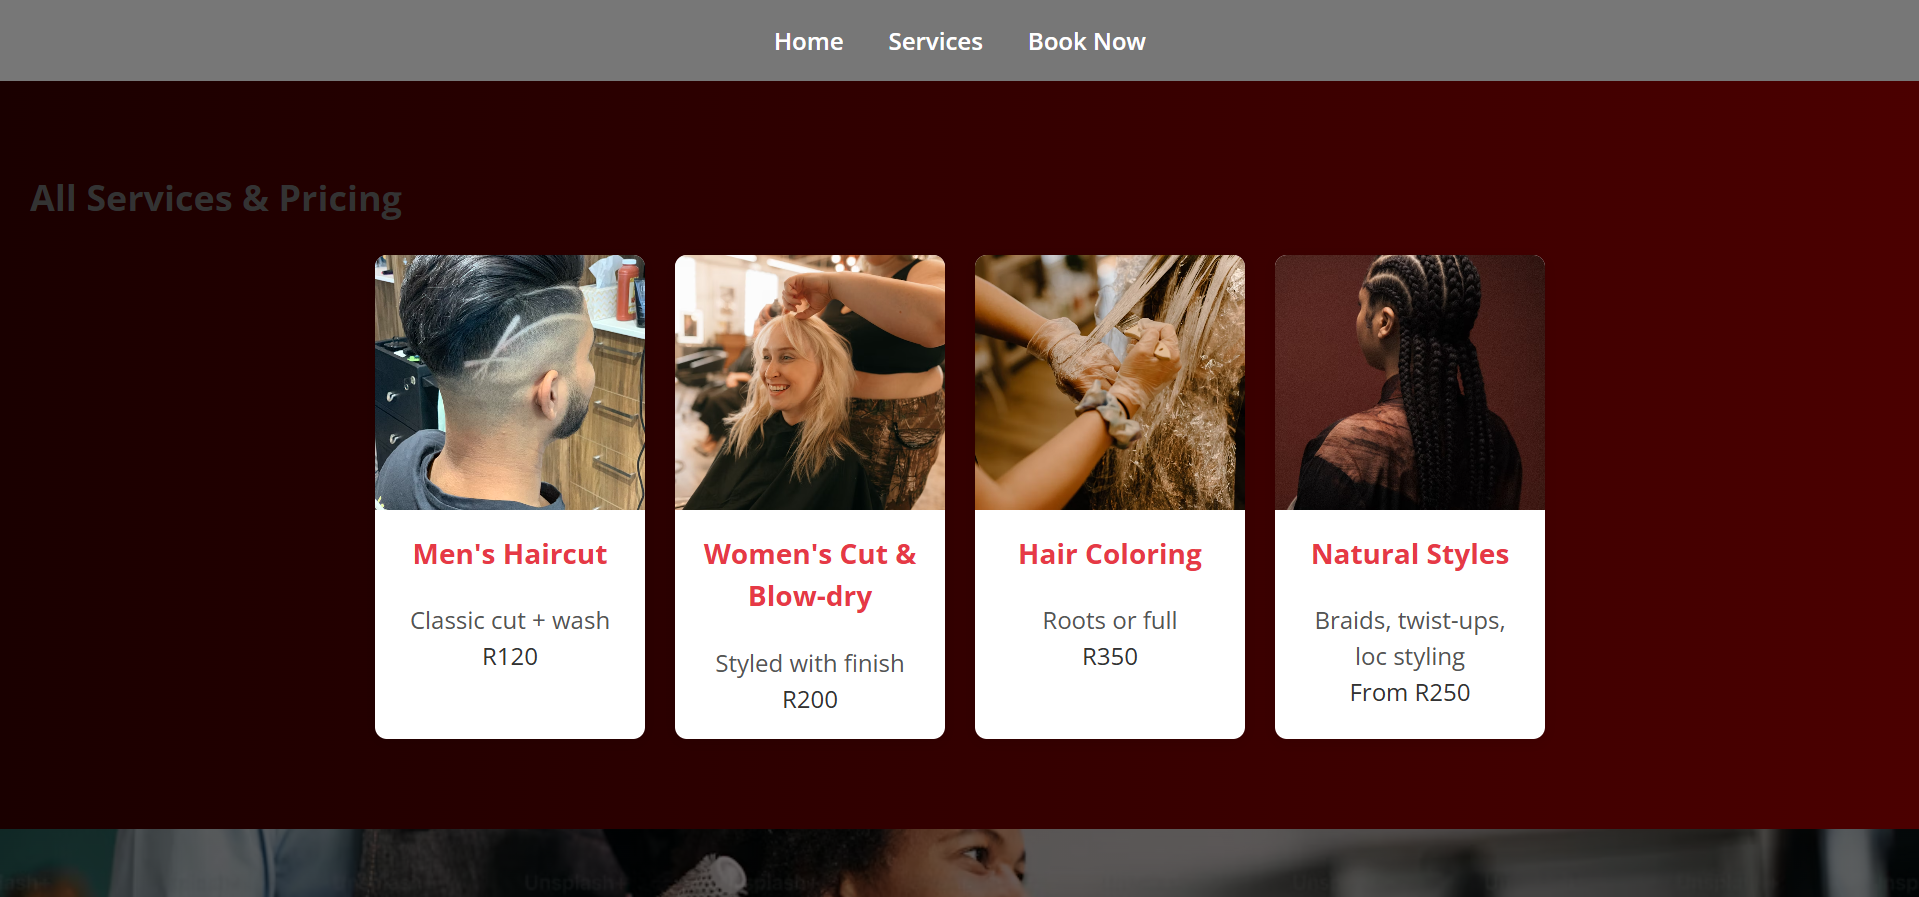 Home Services Book Now
All Services & Pricing
Men's Haircut
Classic cut + wash
R120
Women's Cut &
Blow-dry
Styled with finish
R200
Hair Coloring
Roots or full
R350
Natural Styles
Braids, twist-ups,
loc styling
From R250
Unsplash